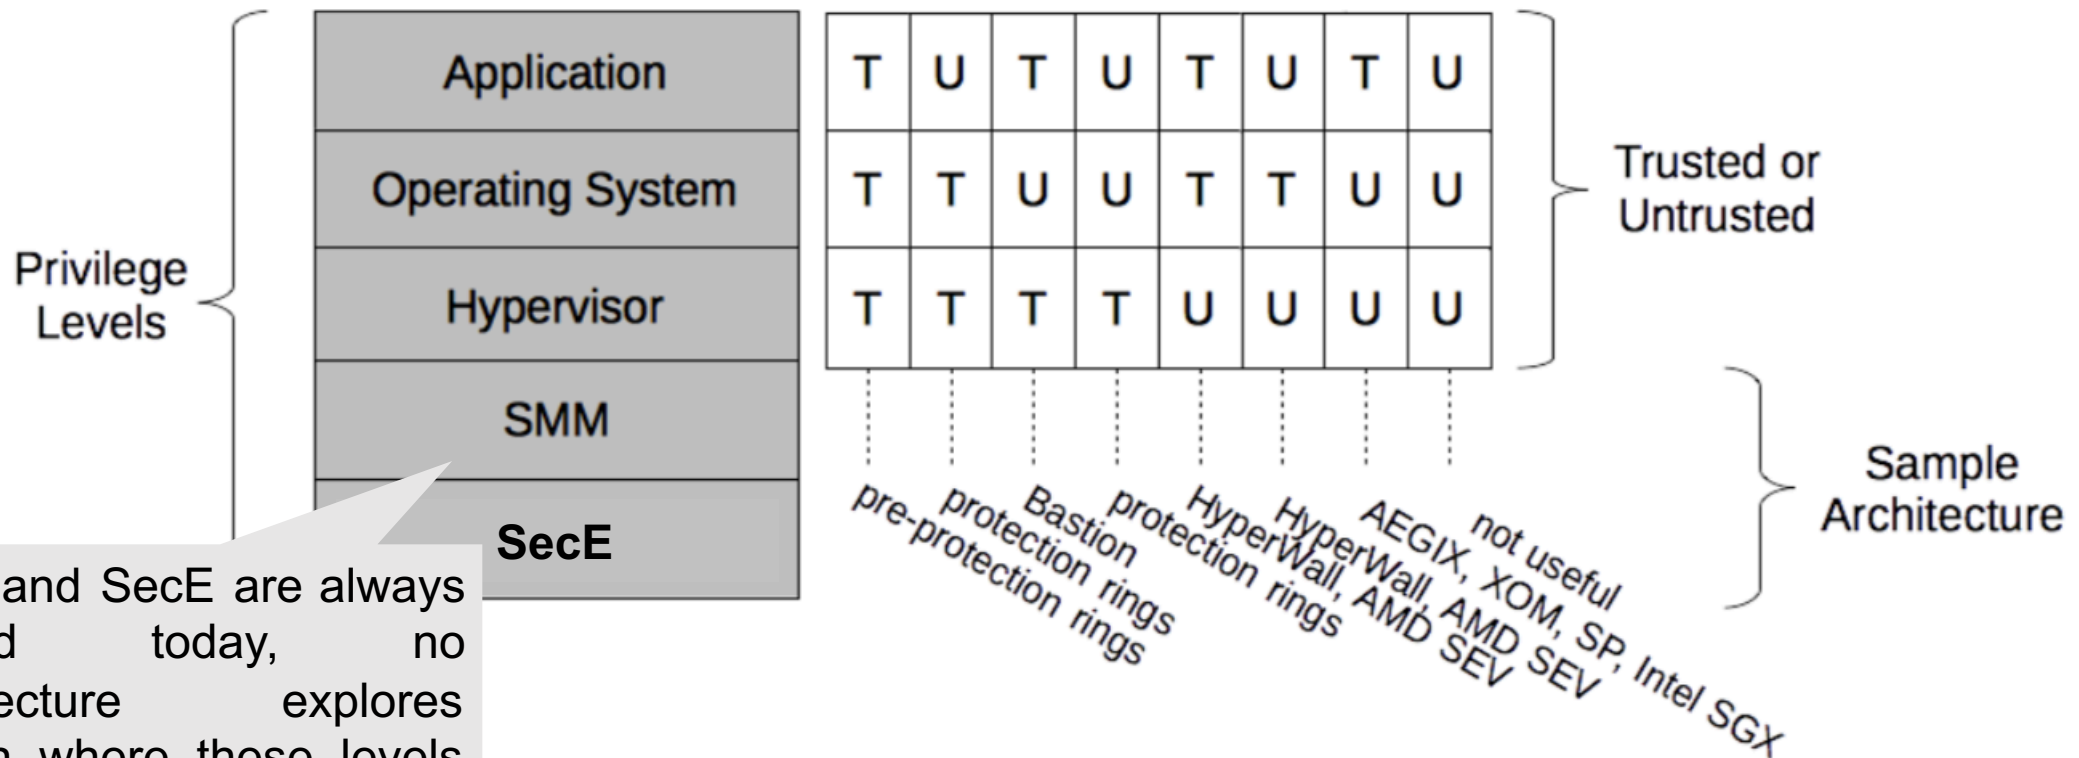 Privilege
Levels
Application
Operating System
Hypervisor
SMM
SecE
T U T U T U T U
T T U U T T U U
T T T T U U U U
Trusted or
Untrusted
pre-protection rings
protection rings
Bastion
protection rings
HyperWall, AMD SEV
HyperWall, AMD SEV
AEGIX, XOM, SP, Intel SGX
not useful
Sample
Architecture
and SecE are always
today, no
explores
where these levels